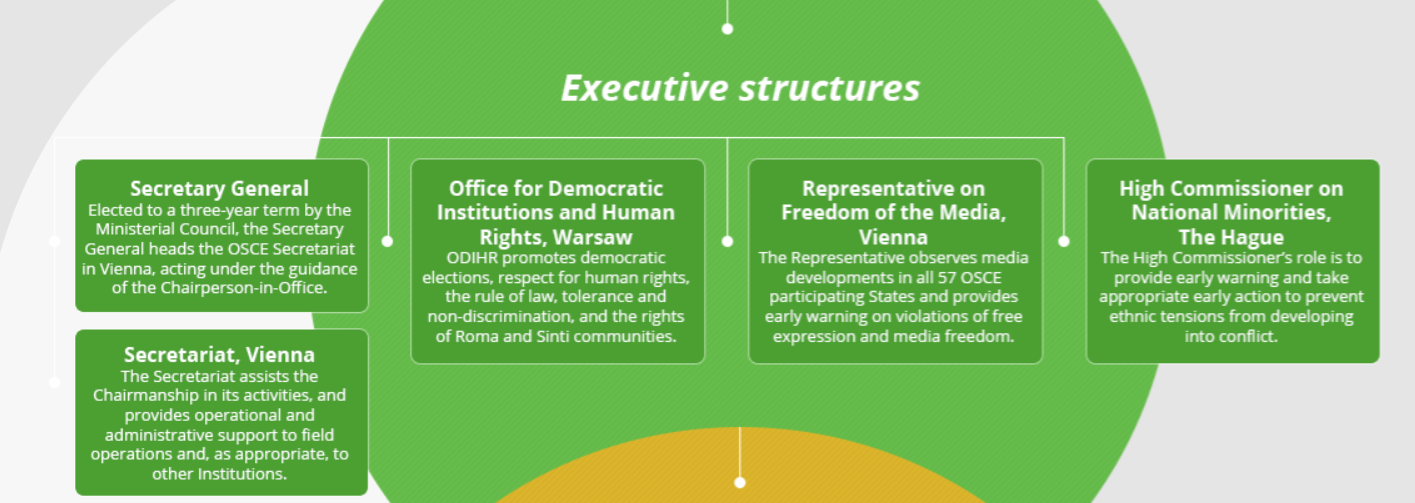 Executive structures
Secretary General
Elected to a three-year term by the
Ministerial Council, the Secretary
General heads the OSCE Secretariat
in Vienna, acting under the guidance
of the Chairperson-in-Office.
Secretariat, Vienna
The Secretariat assists the
Chairmanship in its activities, and
provides operational and
administrative support to field
operations and, as appropriate, to
other Institutions.
Office for Democratic
Institutions and Human
Rights, Warsaw
ODIHR promotes democratic
elections, respect for human rights,
the rule of law, tolerance and
non-discrimination, and the rights
of Roma and Sinti communities.
Representative on
Freedom of the Media,
Vienna
The Representative observes media
developments in all 57 OSCE
participating States and provides
early warning on violations of free
expression and media freedom.
High Commissioner on
National Minorities,
The Hague
The High Commissioner's role is to
provide early warning and take
appropriate early action to prevent
ethnic tensions from developing
into conflict.